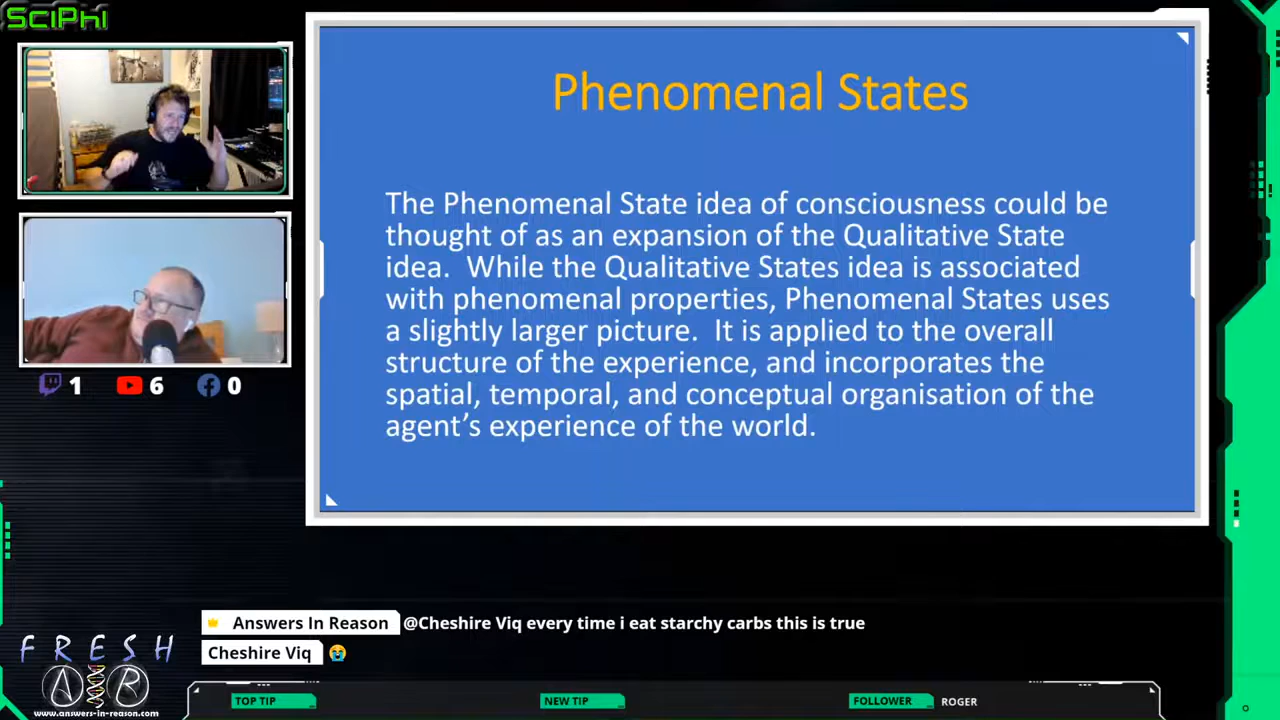 SCIPHI
Phenomenal States
The Phenomenal State idea of consciousness could be
thought of as an expansion of the Qualitative State
idea.  While the Qualitative States idea is associated
with phenomenal properties, Phenomenal States uses
a slightly larger picture.  It is applied to the overall
structure of the experience, and incorporates the
spatial, temporal, and conceptual organisation of the
agent's experience of the world.
1
6
0
Answers In Reason @Cheshire Viq every time i eat starchy carbs this is true
Cheshire Viq 😭
FRESH
AiR
www.answers-in-reason.com
TOP TIP
NEW TIP
FOLLOWER ROGER